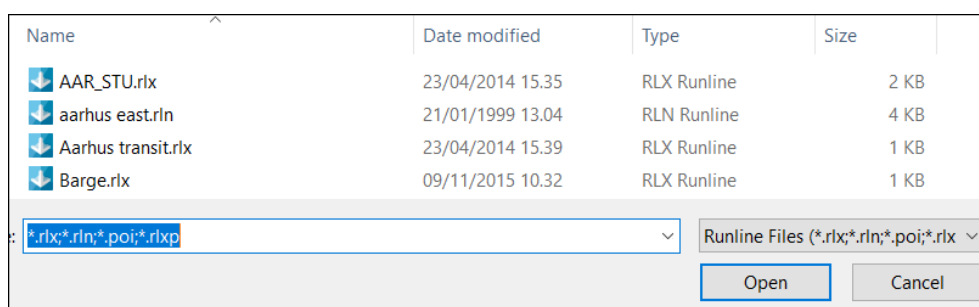 Name Date modified Type Size
AAR_STU.rlx 23/04/2014 15.35 RLX Runline 2 KB
aarhus east.rln 21/01/1999 13.04 RLN Runline 4 KB
Aarhus transit.rlx 23/04/2014 15.39 RLX Runline 1 KB
Barge.rlx 09/11/2015 10.32 RLX Runline 1 KB
: *.rlx;*.rln;*.poi;*.rlxp Runline Files (*.rlx;*.rln;*.poi;*.rlx
Open Cancel